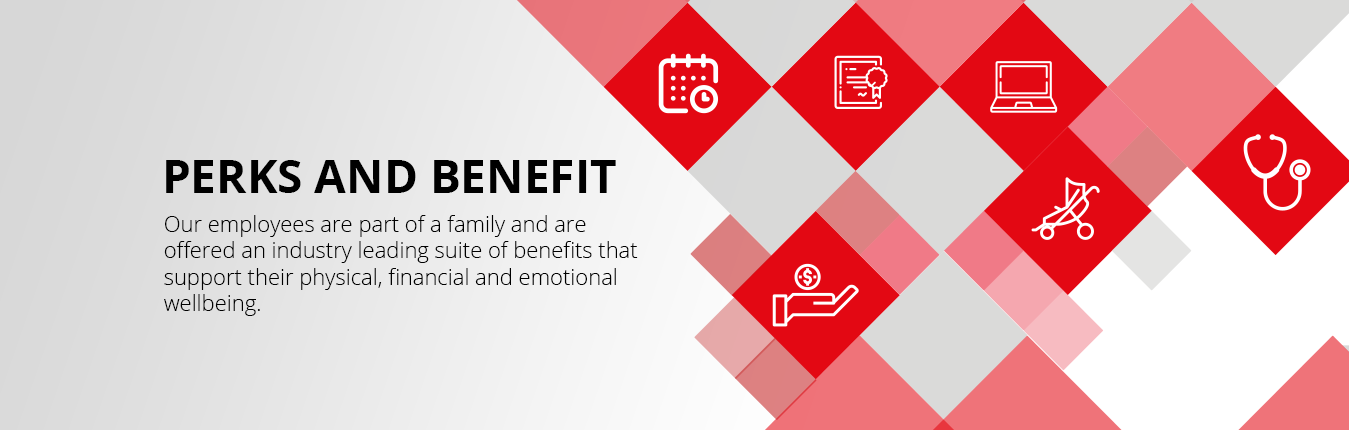 PERKS AND BENEFIT
Our employees are part of a family and are
offered an industry leading suite of benefits that
support their physical, financial and emotional
wellbeing.
$